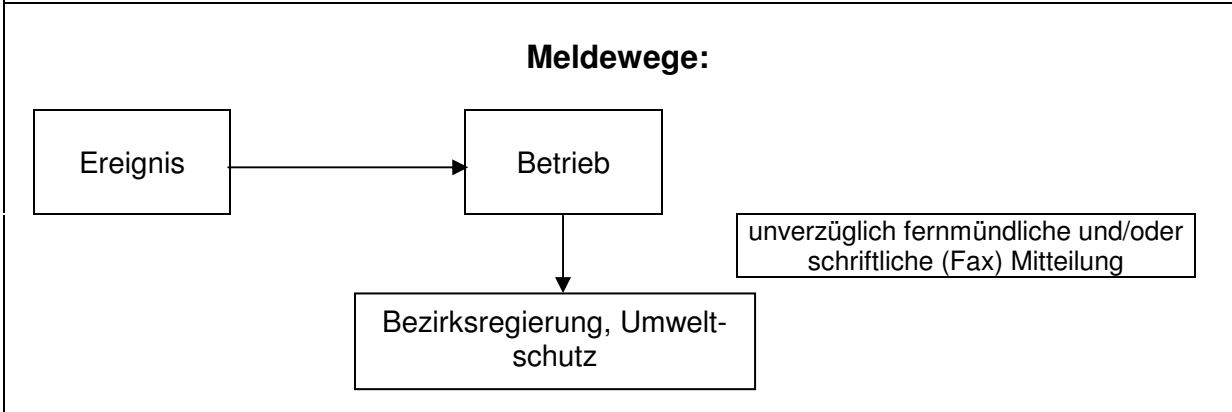 Meldewege:
Ereignis
Betrieb
unverzüglich fernmündliche und/oder
schriftliche (Fax) Mitteilung
Bezirksregierung, Umwelt-
schutz